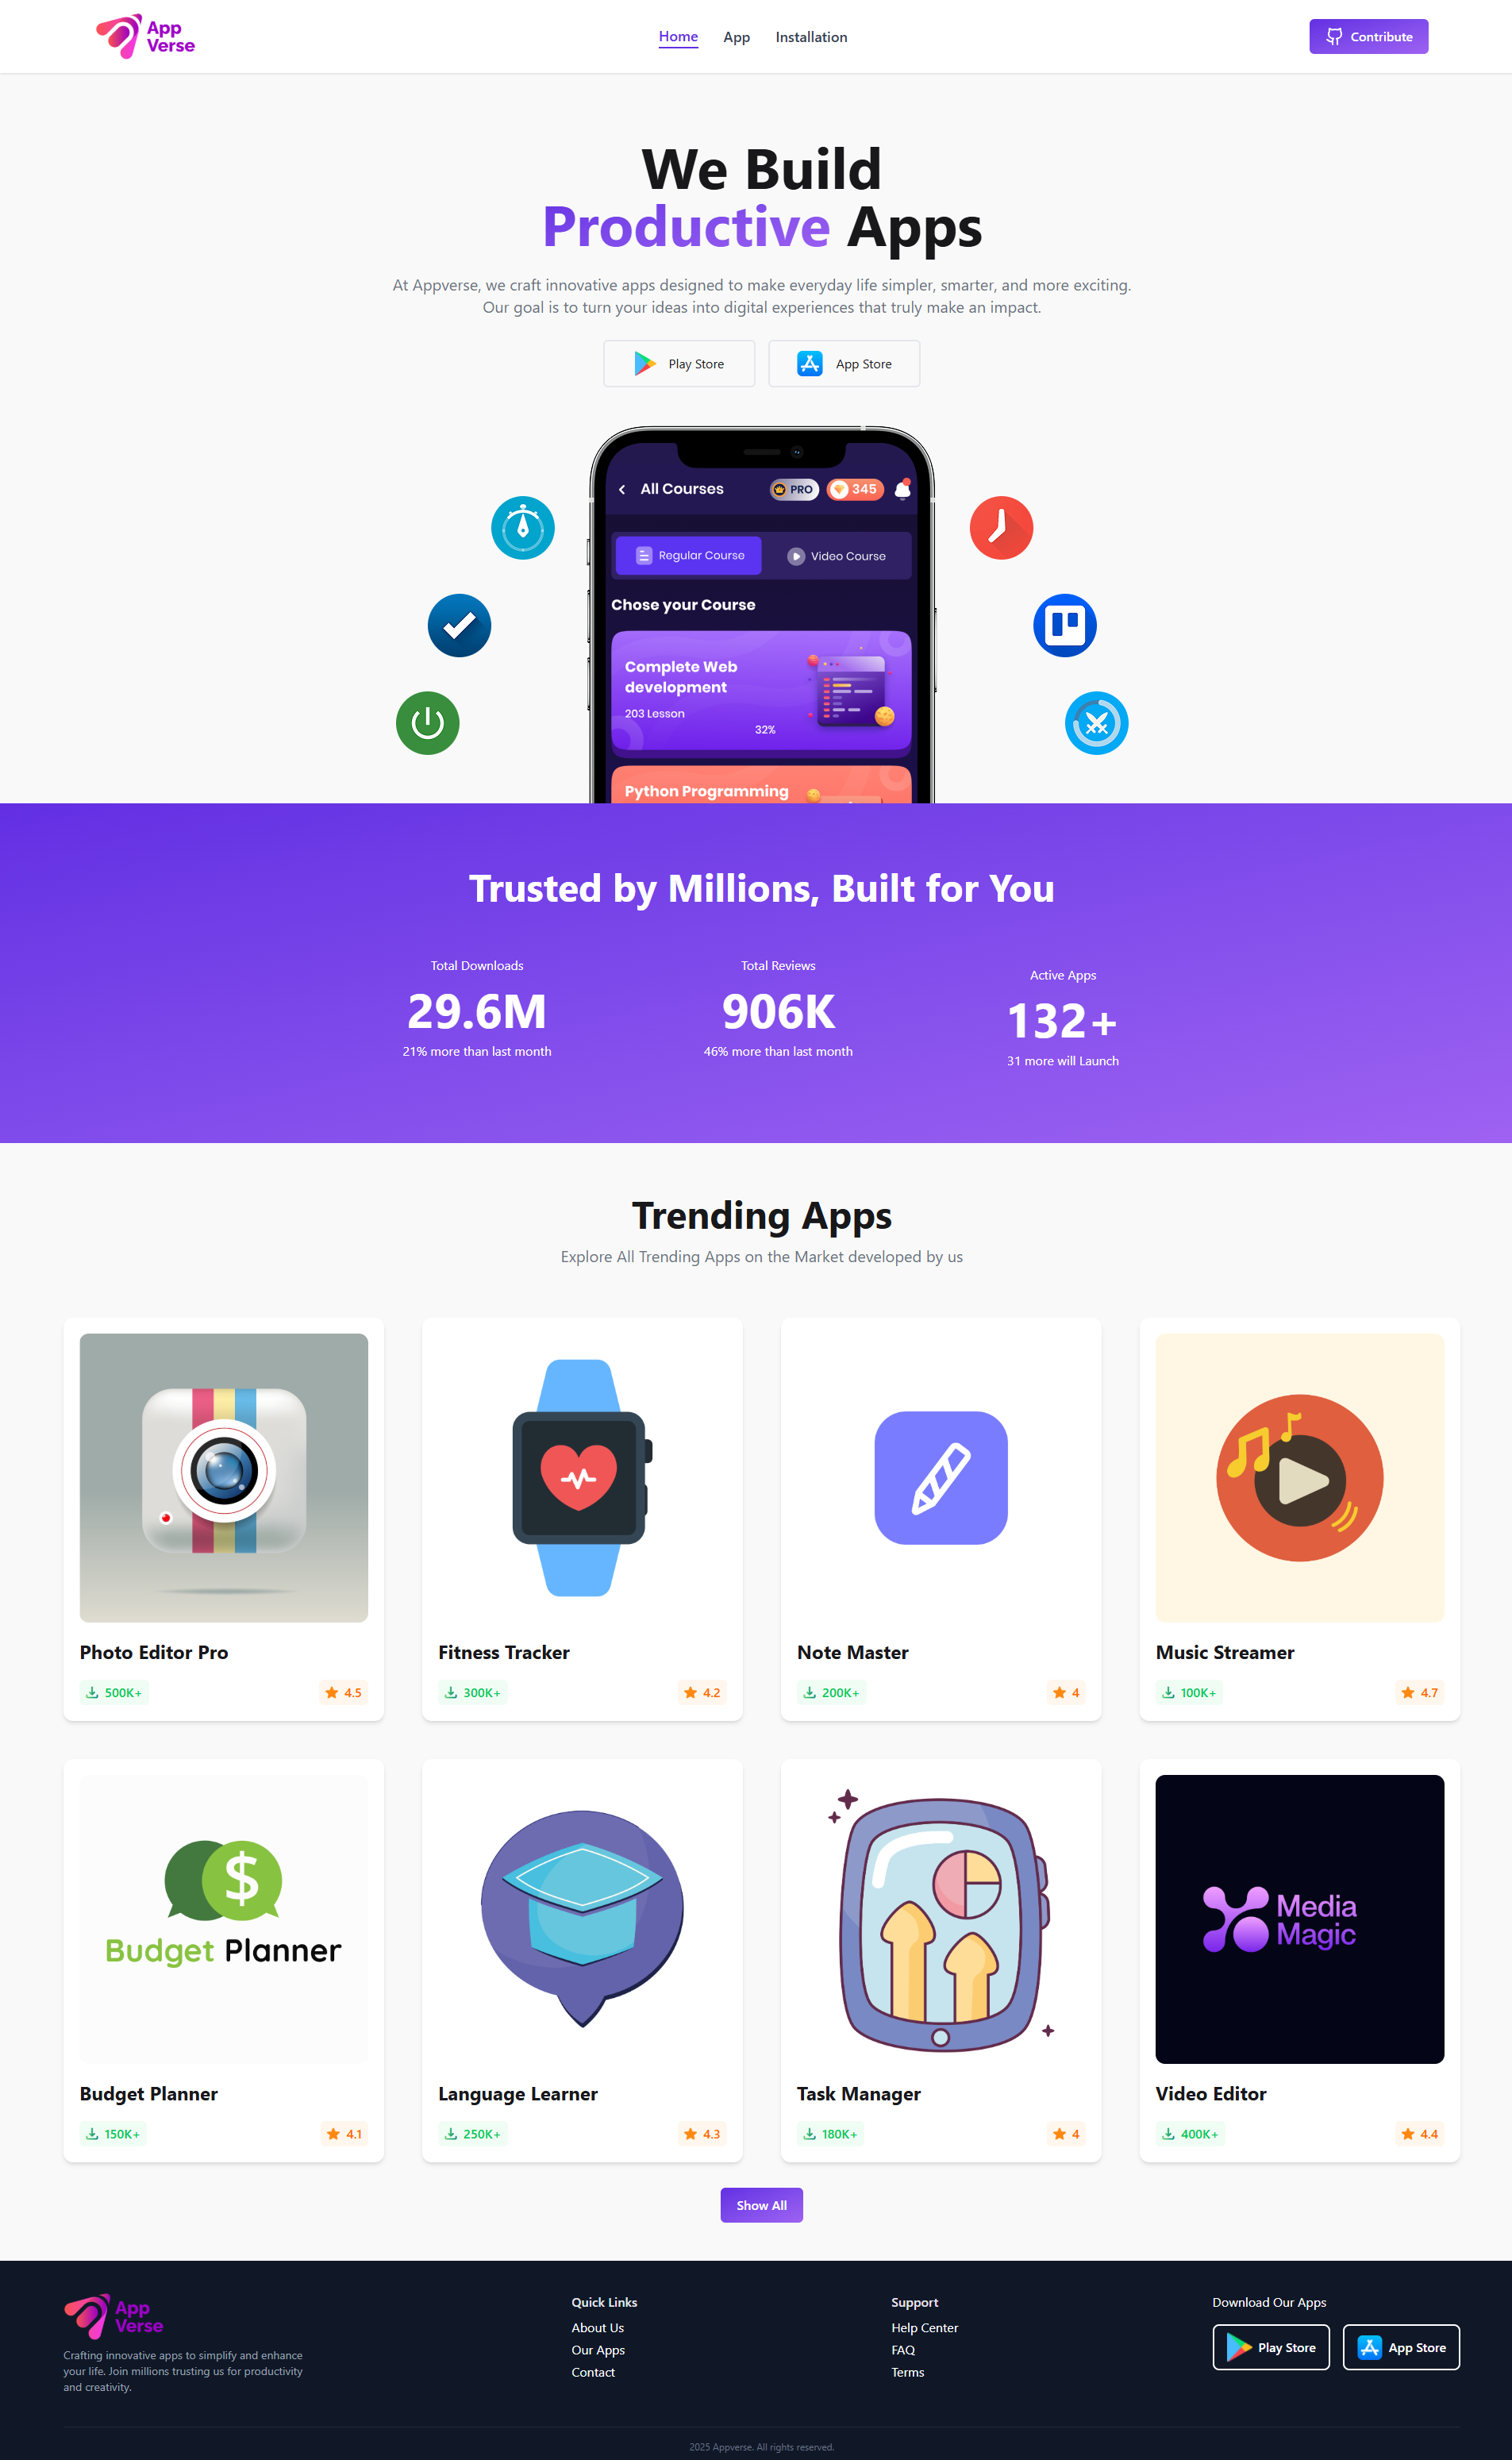 App
Verse
Home
App
Installation
Contribute
We Build
Productive Apps
At Appverse, we craft innovative apps designed to make everyday life simpler, smarter, and more exciting.
Our goal is to turn your ideas into digital experiences that truly make an impact.
Play Store
App Store
All Courses
PRO
345
Regular Course
Video Course
Chose your Course
Complete Web
development
203 Lesson
32%
Python Programming
Trusted by Millions, Built for You
Total Downloads
29.6M
21% more than last month
Total Reviews
906K
46% more than last month
Active Apps
132+
31 more will Launch
Trending Apps
Explore All Trending Apps on the Market developed by us
Photo Editor Pro
500K+
4.5
Fitness Tracker
300K+
4.2
Note Master
200K+
4
Music Streamer
100K+
4.7
$
Budget Planner
Budget Planner
150K+
4.1
Language Learner
250K+
4.3
Task Manager
180K+
4
Media
Magic
Video Editor
400K+
4.4
Show All
App
Verse
Crafting innovative apps to simplify and enhance
your life. Join millions trusting us for productivity
and creativity.
Quick Links
About Us
Our Apps
Contact
Support
Help Center
FAQ
Terms
Download Our Apps
Play Store
App Store
2025 Appverse. All rights reserved.